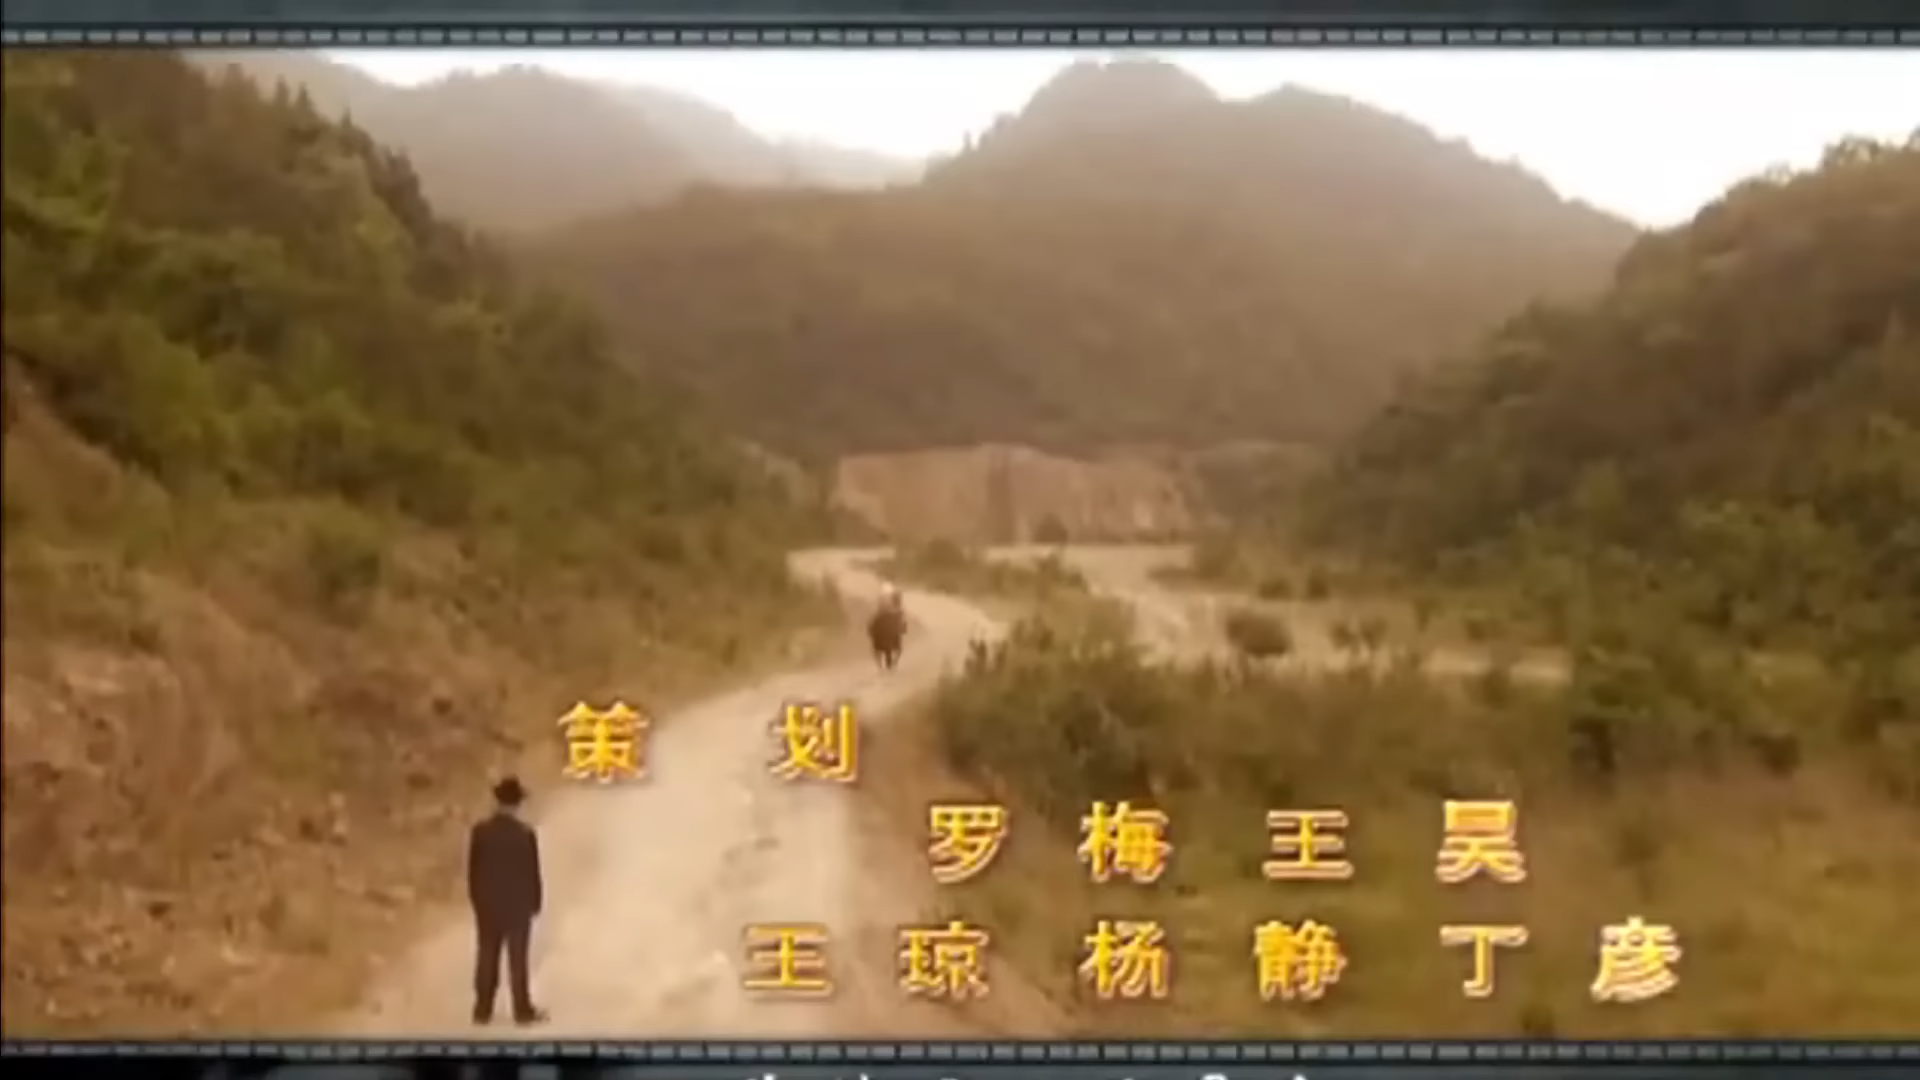 策 划
罗 梅 王 昊
王 琼 杨 静 丁 彦